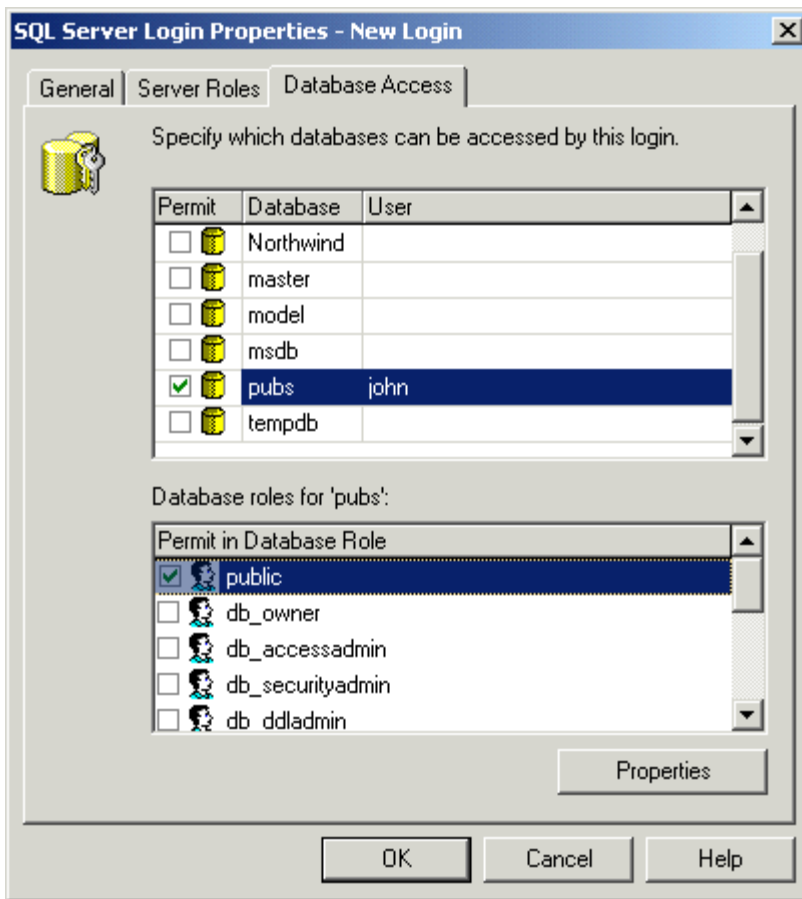 SQL Server Login Properties - New Login
General Server Roles Database Access
Specify which databases can be accessed by this login.
Permit Database User
Northwind
master
model
msdb
pubs john
tempdb
Database roles for 'pubs':
Permit in Database Role
public
db_owner
db_accessadmin
db_securityadmin
db_ddladmin
Properties
OK Cancel Help